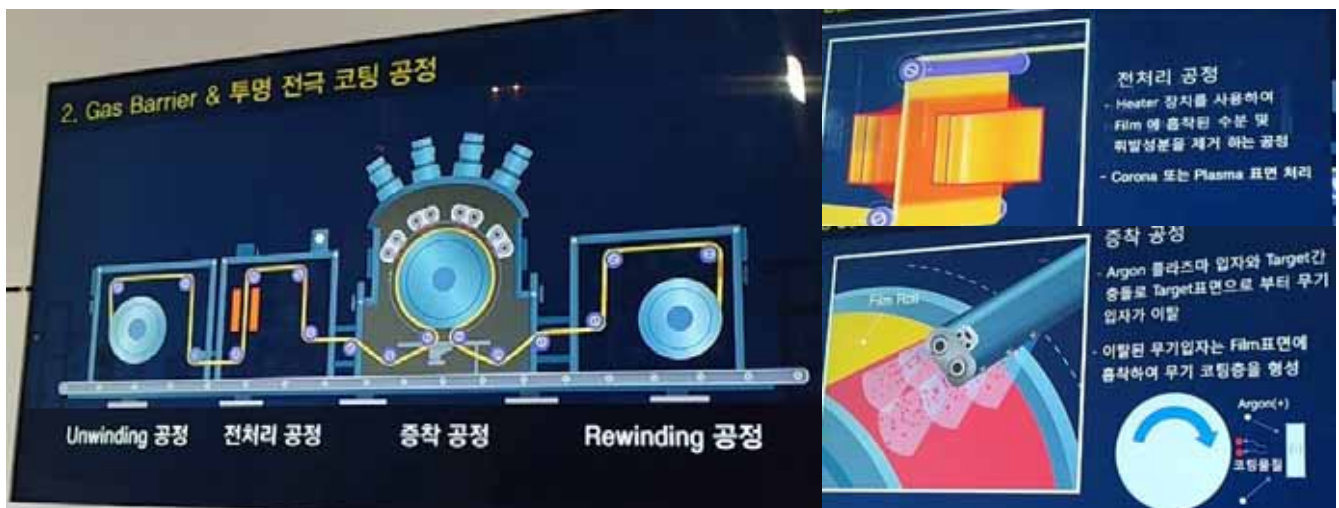 2. Gas Barrier & 투명 전극 코팅 공정
Unwinding 공정
전처리 공정
증착 공정
Rewinding 공정
전처리 공정
- Heater 장치를 사용하여
Film 에 흡착된 수분 및
휘발성분을 제거 하는 공정
- Corona 또는 Plasma 표면 처리
증착 공정
- Argon 플라즈마 입자와 Target간
충돌로 Target표면으로 부터 무기
입자가 이탈
- 이탈된 무기입자는 Film표면에
흡착하여 무기 코팅층을 형성
Film Roll
Argon(+)
코팅물질